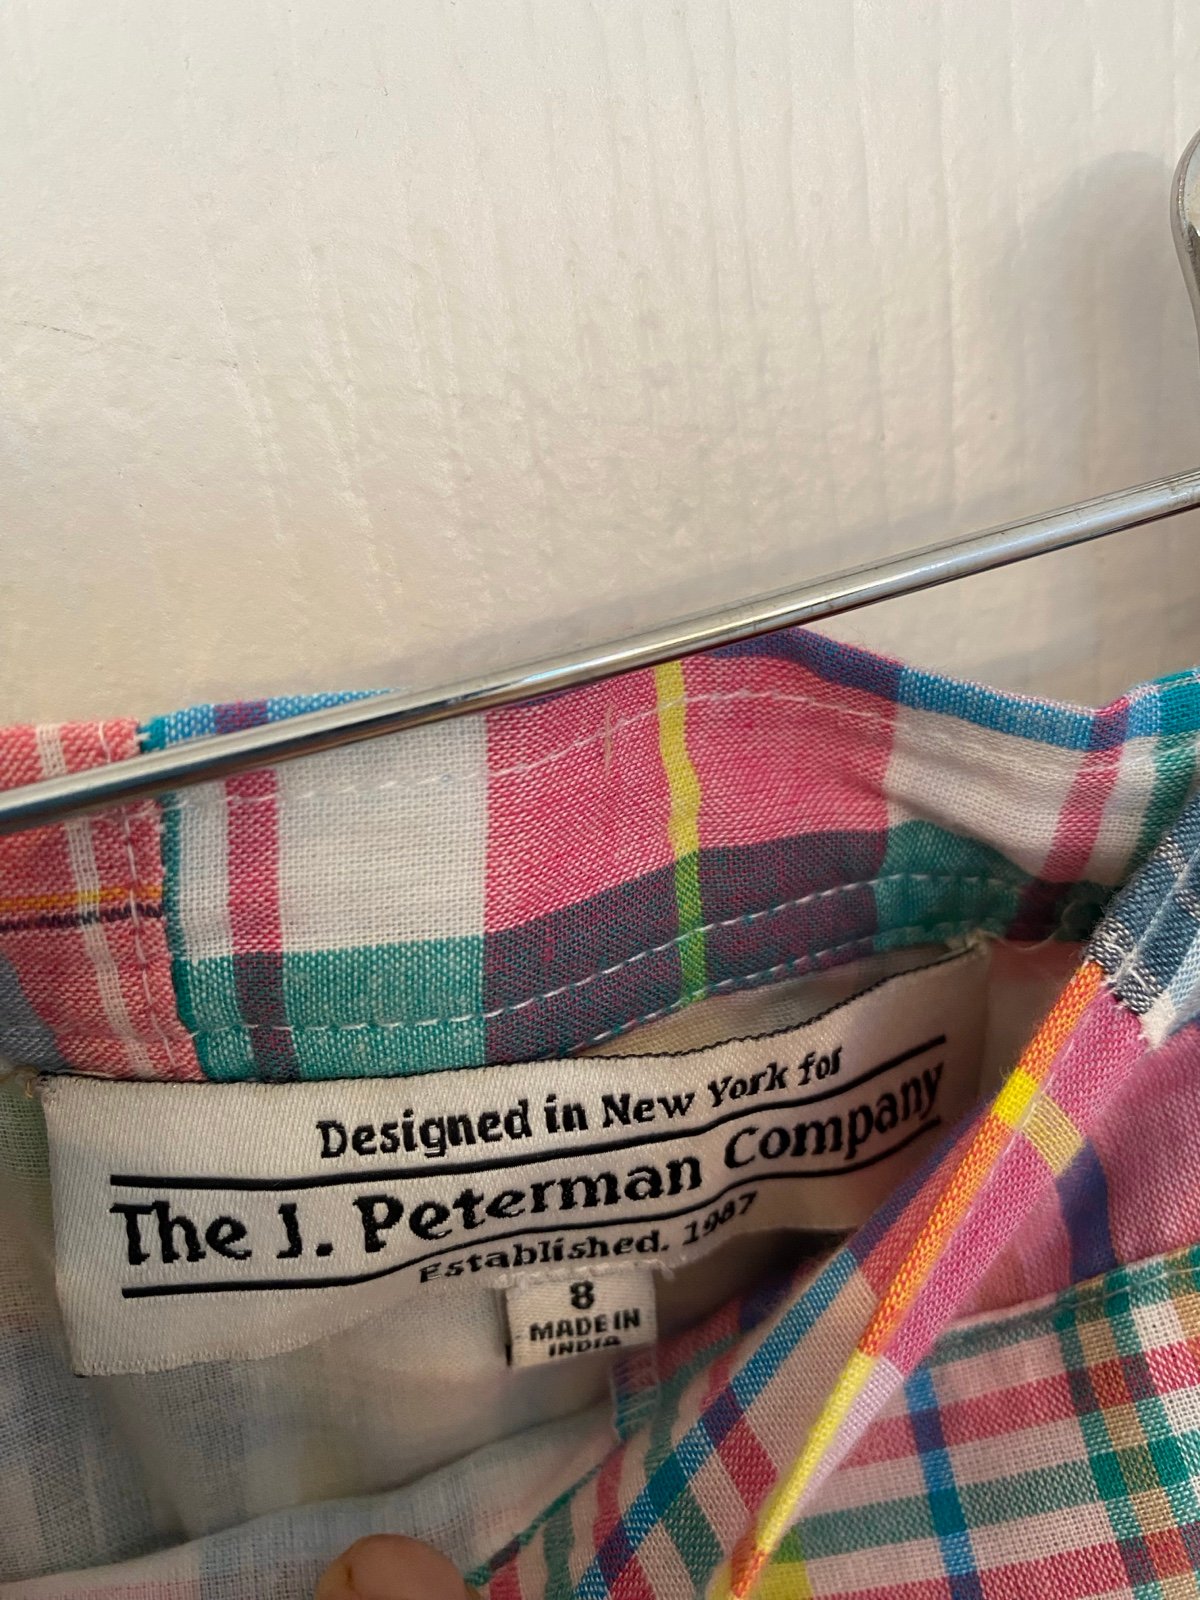 Designed in New York for
The J. Peterman Company
Established. 1987
8
MADE IN
INDIA